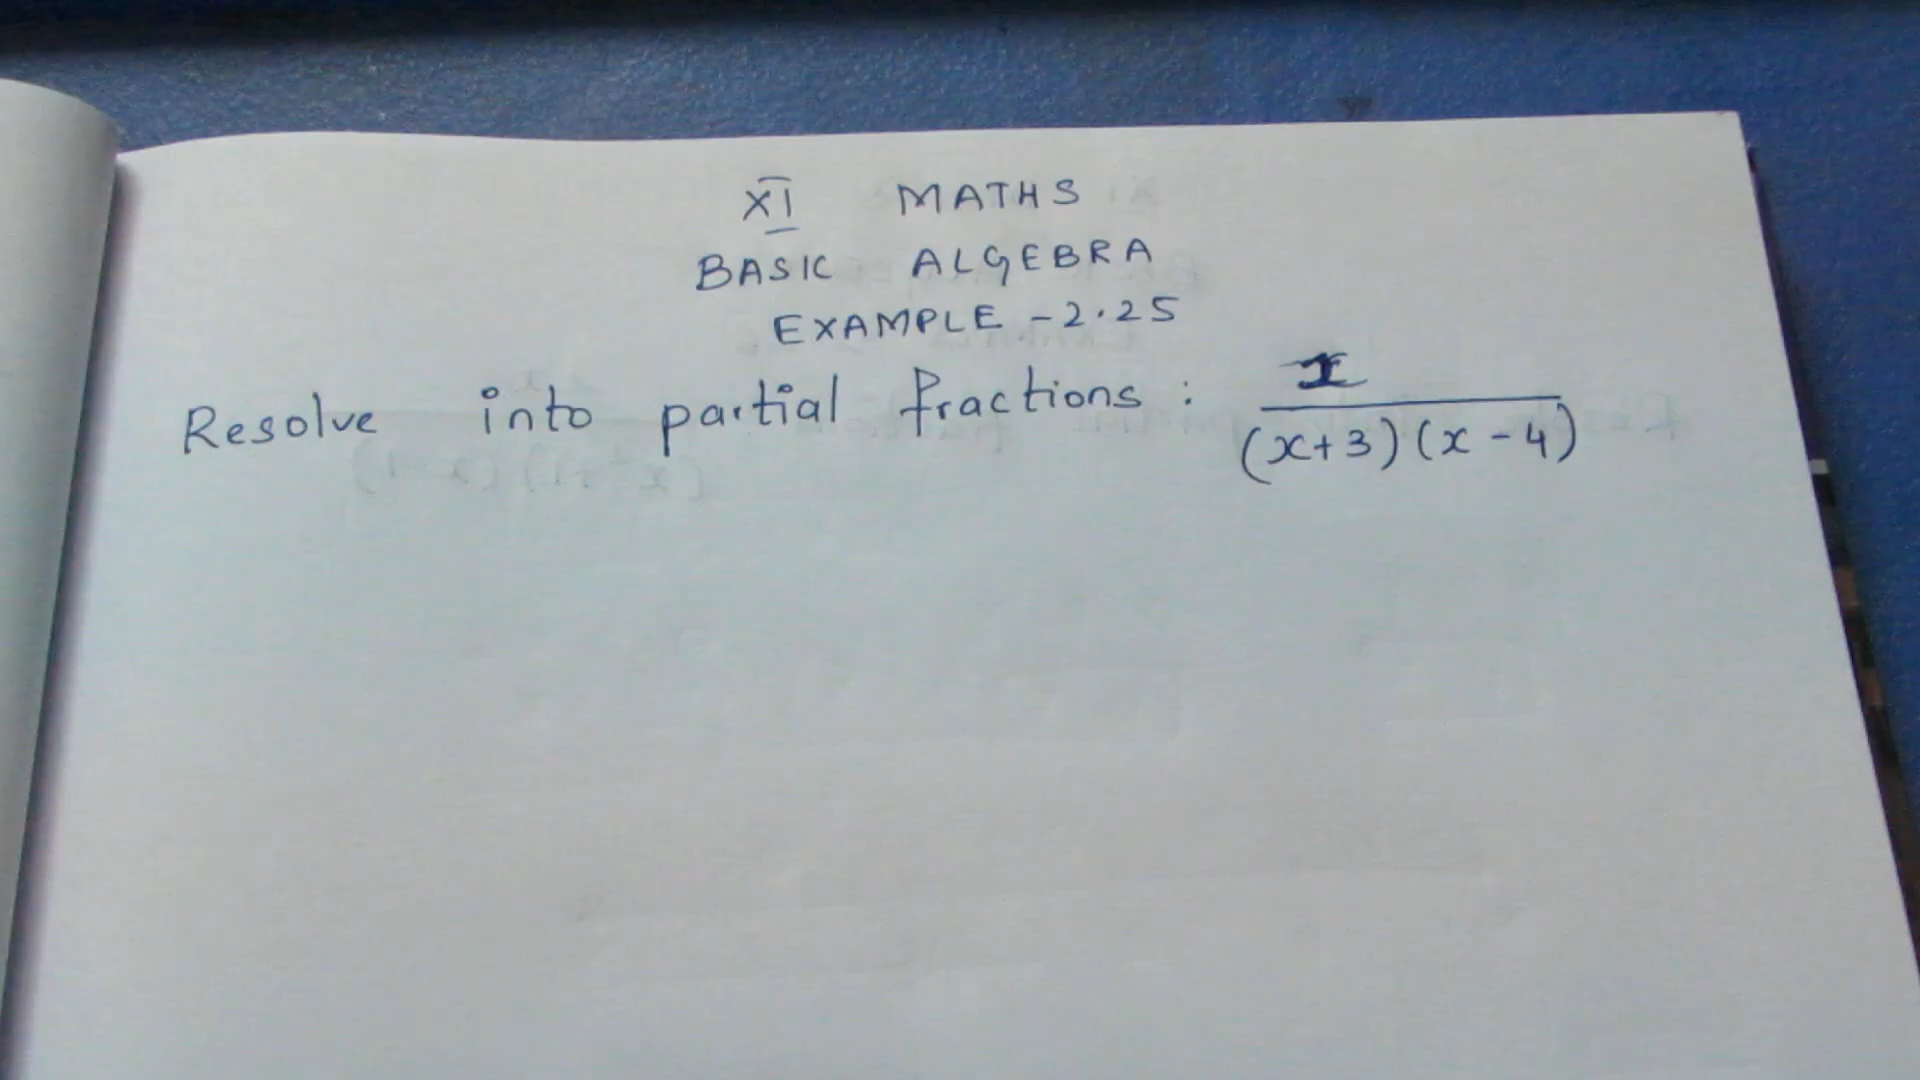 XI MATHS
BASIC ALGEBRA
EXAMPLE - 2.25
Resolve into partial fractions : x / (x+3)(x-4)